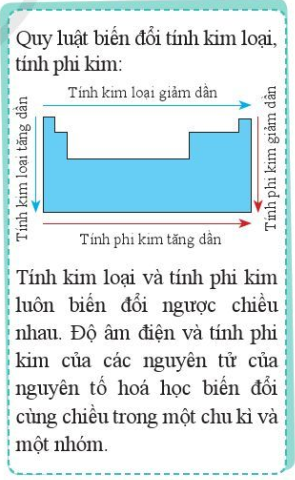 Quy luật biến đổi tính kim loại,
tính phi kim:
Tính kim loại giảm dần
Tính kim loại tăng dần
Tính phi kim giảm dần
Tính phi kim tăng dần
Tính kim loại và tính phi kim
luôn biến đổi ngược chiều
nhau. Độ âm điện và tính phi
kim của các nguyên tử của
nguyên tố hoá học biến đổi
cùng chiều trong một chu kì và
một nhóm.